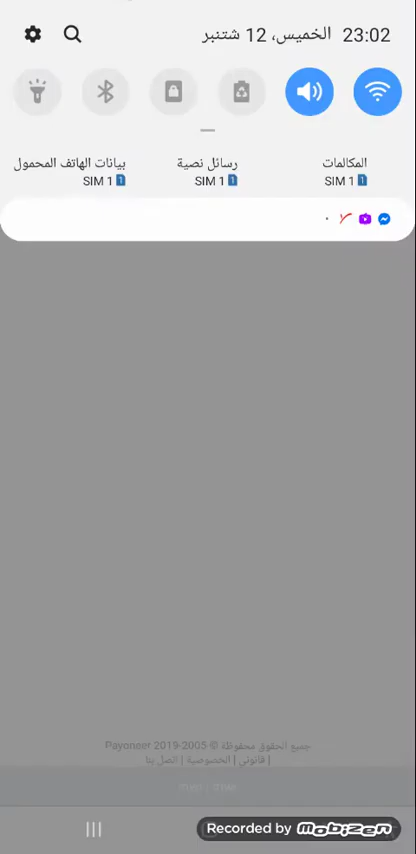 23:02 الخميس، 12 شتنبر
المكالمات
SIM 1
رسائل نصية
SIM 1
بيانات الهاتف المحمول
SIM 1
جميع الحقوق محفوظة © Payoneer 2019-2005
| قانوني | الخصوصية | اتصل بنا
Recorded by MOBIZEN